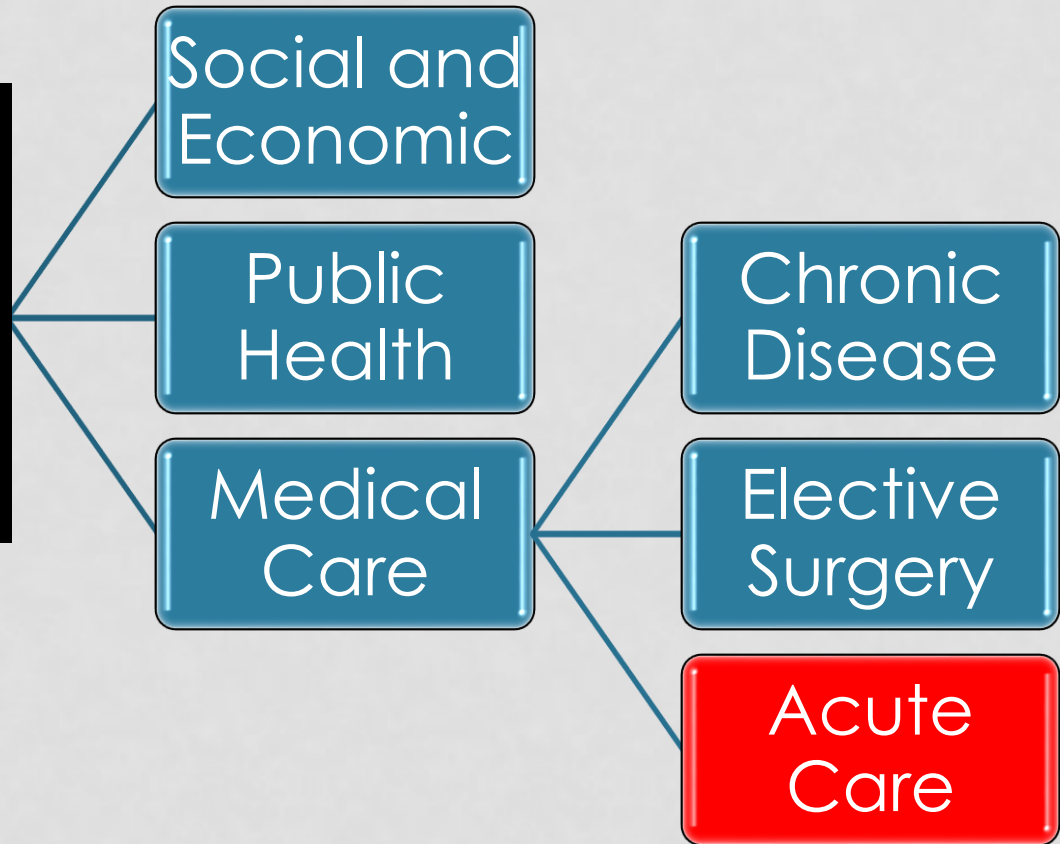 Social and
Economic
Public
Health
Medical
Care
Chronic
Disease
Elective
Surgery
Acute
Care